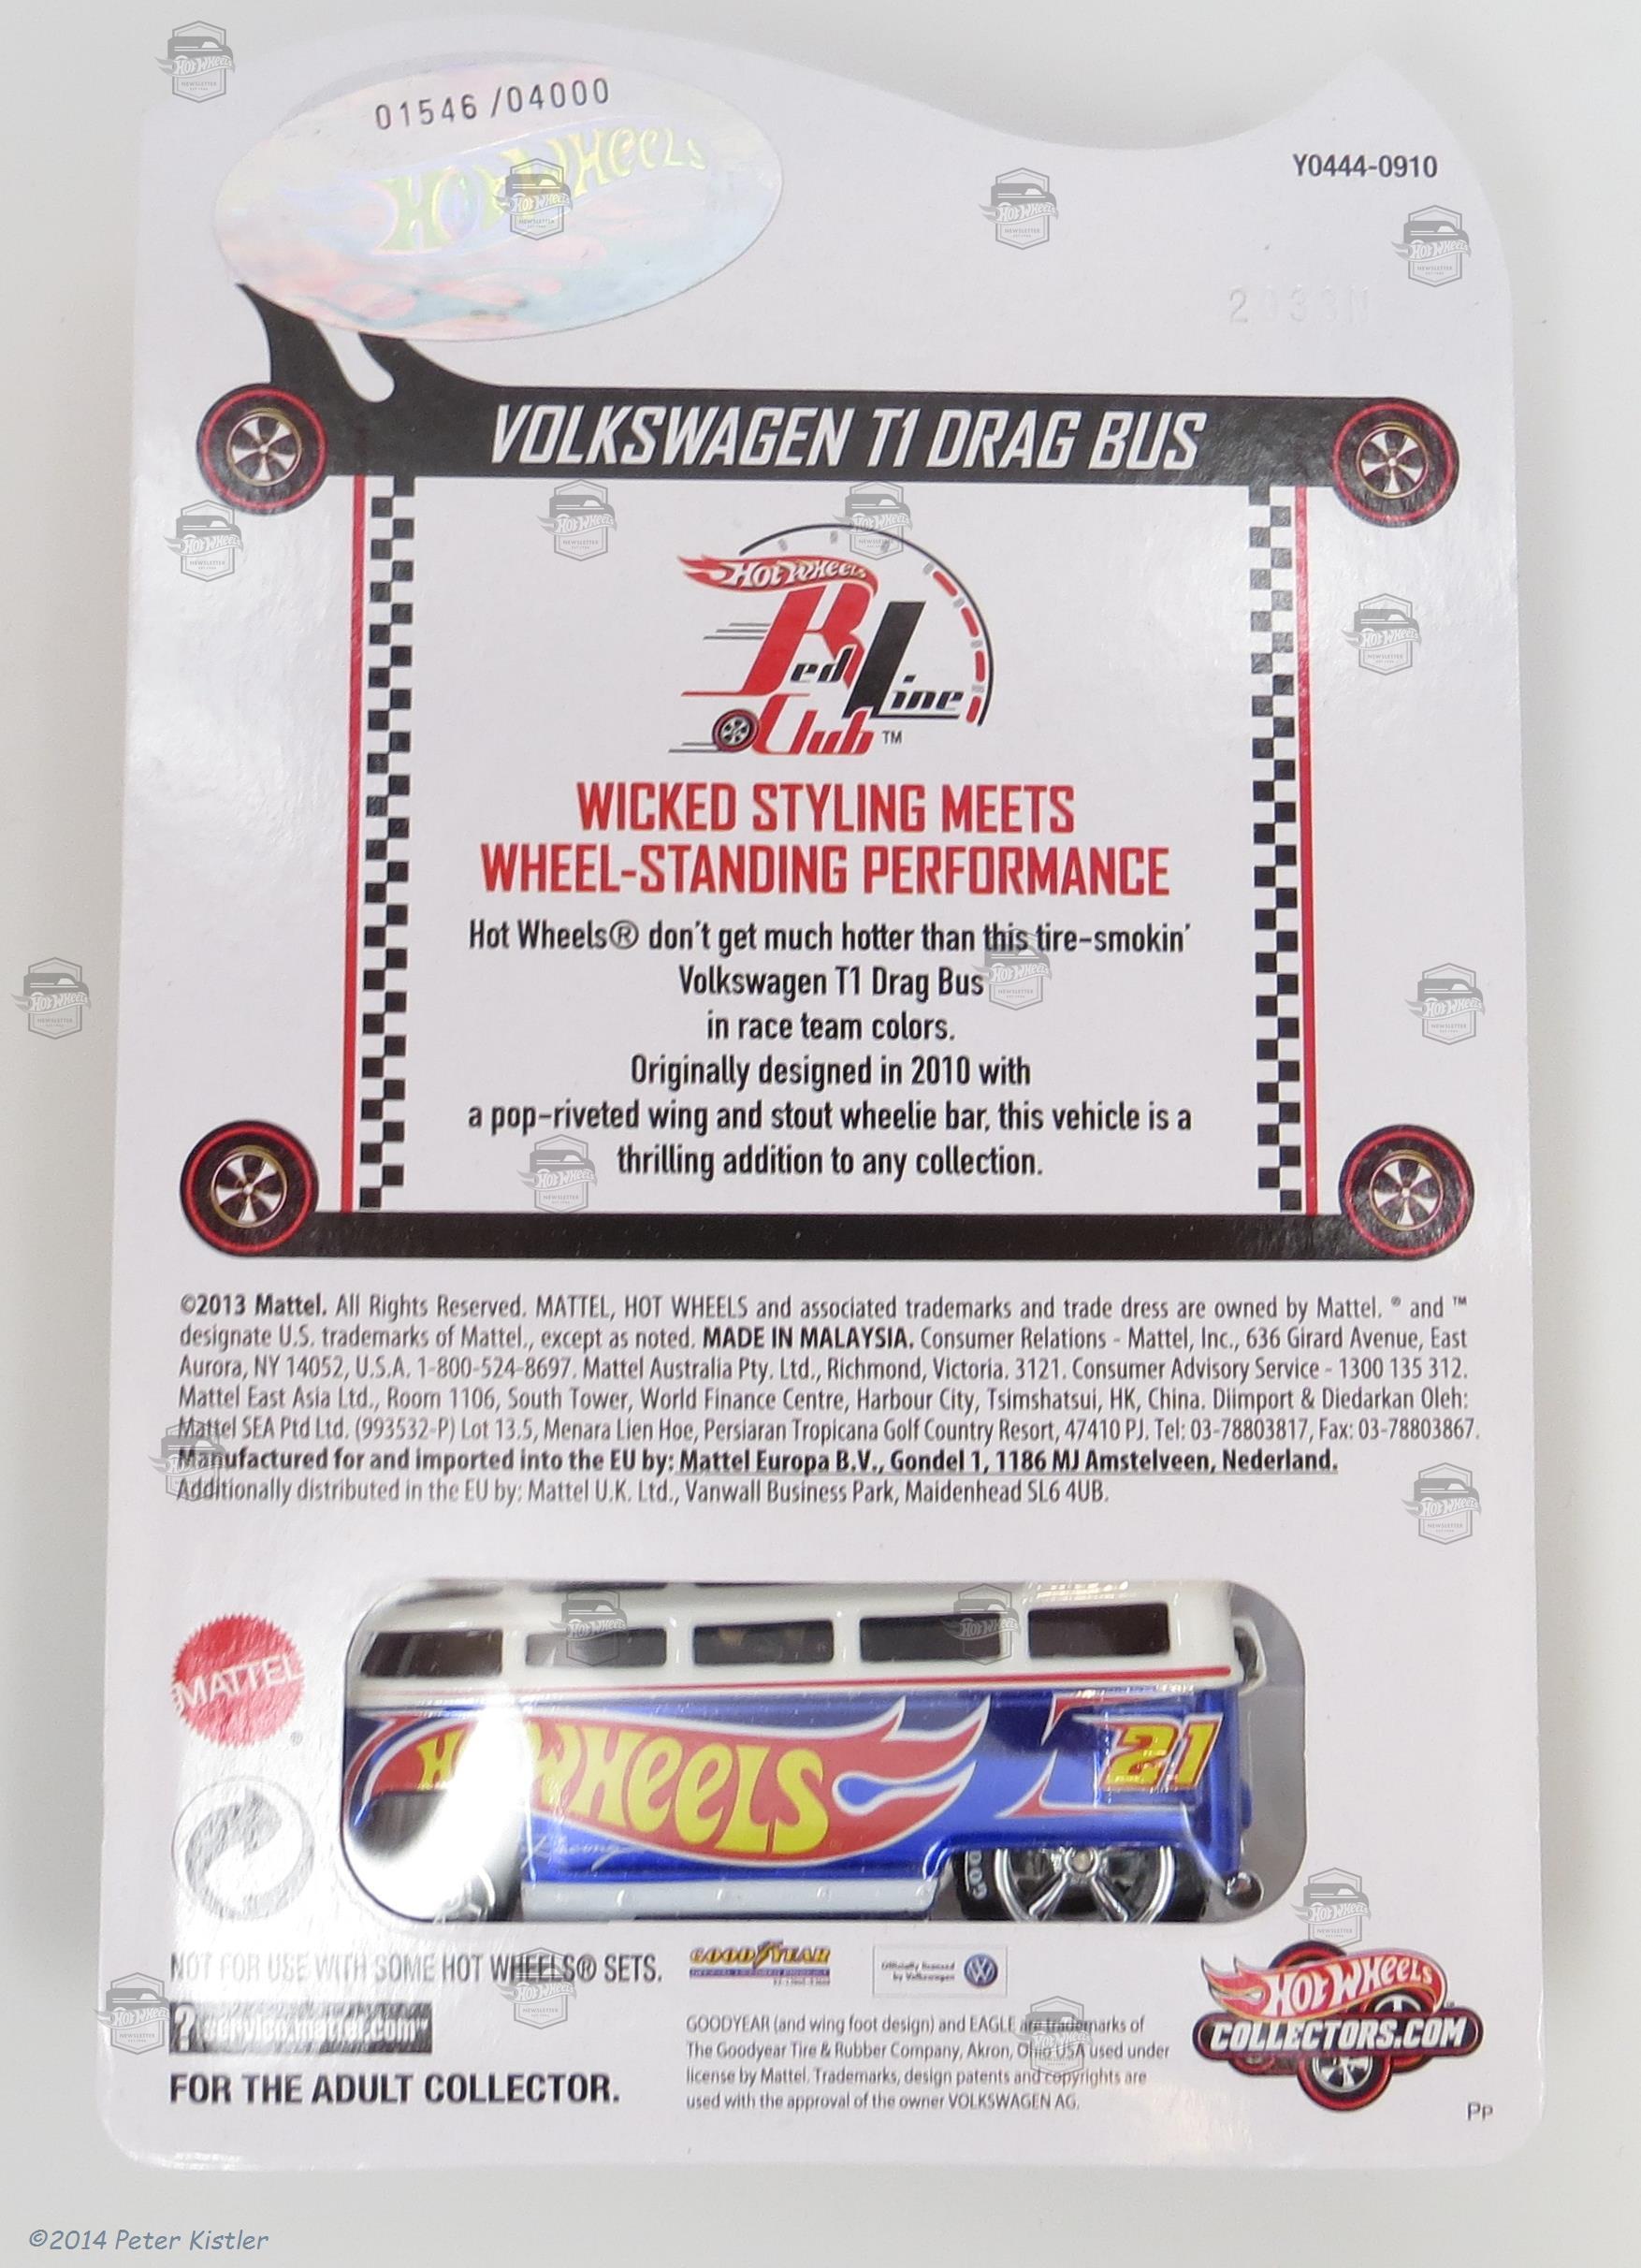 01546 /04000
HOT WHEELS
Y0444-0910
VOLKSWAGEN T1 DRAG BUS
HOT WHEELS
Red Line
Club ™
WICKED STYLING MEETS
WHEEL-STANDING PERFORMANCE
Hot Wheels® don't get much hotter than this tire-smokin'
Volkswagen T1 Drag Bus
in race team colors.
Originally designed in 2010 with
a pop-riveted wing and stout wheelie bar, this vehicle is a
thrilling addition to any collection.
©2013 Mattel. All Rights Reserved. MATTEL, HOT WHEELS and associated trademarks and trade dress are owned by Mattel. ® and ™
designate U.S. trademarks of Mattel., except as noted. MADE IN MALAYSIA. Consumer Relations - Mattel, Inc., 636 Girard Avenue, East
Aurora, NY 14052, U.S.A. 1-800-524-8697. Mattel Australia Pty. Ltd., Richmond, Victoria. 3121. Consumer Advisory Service - 1300 135 312.
Mattel East Asia Ltd., Room 1106, South Tower, World Finance Centre, Harbour City, Tsimshatsui, HK, China. Diimport & Diedarkan Oleh:
Mattel SEA Ptd Ltd. (993532-P) Lot 13.5, Menara Lien Hoe, Persiaran Tropicana Golf Country Resort, 47410 PJ. Tel: 03-78803817, Fax: 03-78803867.
Manufactured for and imported into the EU by: Mattel Europa B.V., Gondel 1, 1186 MJ Amstelveen, Nederland.
Additionally distributed in the EU by: Mattel U.K. Ltd., Vanwall Business Park, Maidenhead SL6 4UB.
MATTEL ®
HOT WHEELS
Racing
21
NOT FOR USE WITH SOME HOT WHEELS® SETS.
? service.mattel.com™
FOR THE ADULT COLLECTOR.
GOODYEAR
Officially licensed
by Volkswagen
GOODYEAR (and wing foot design) and EAGLE are trademarks of
The Goodyear Tire & Rubber Company, Akron, Ohio USA used under
license by Mattel. Trademarks, design patents and copyrights are
used with the approval of the owner VOLKSWAGEN AG.
HOT WHEELS
COLLECTORS.COM
PP
©2014 Peter Kistler